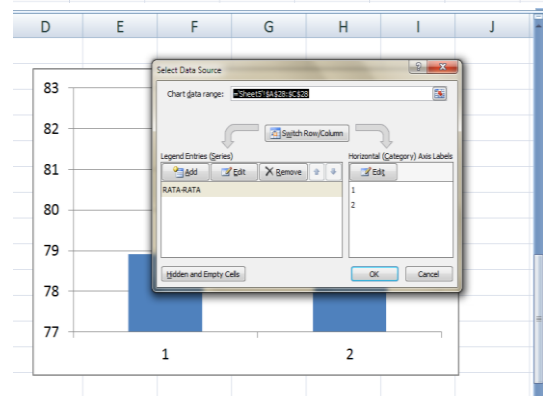 D E F G H I J
Select Data Source
Chart data range: ='Sheet5'!$A$28:$C$28
Switch Row/Column
Legend Entries (Series)
Add Edit Remove
RATA-RATA
Horizontal (Category) Axis Labels
Edit
1
2
Hidden and Empty Cells
OK Cancel
83
82
81
80
79
78
77
1 2